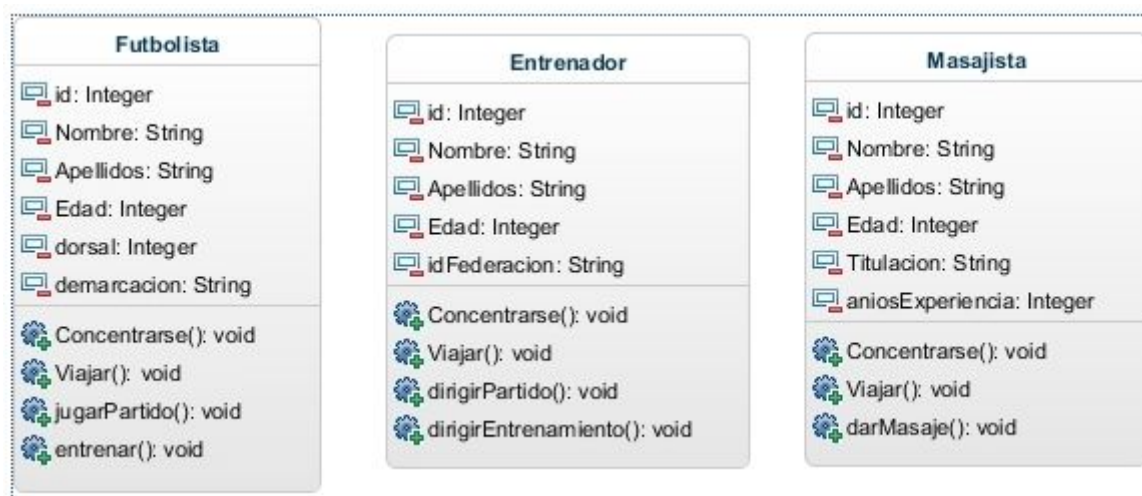 Futbolista
id: Integer
Nombre: String
Apellidos: String
Edad: Integer
dorsal: Integer
demarcacion: String
Concentrarse(): void
Viajar(): void
jugarPartido(): void
entrenar(): void
Entrenador
id: Integer
Nombre: String
Apellidos: String
Edad: Integer
idFederacion: String
Concentrarse(): void
Viajar(): void
dirigirPartido(): void
dirigirEntrenamiento(): void
Masajista
id: Integer
Nombre: String
Apellidos: String
Edad: Integer
Titulacion: String
aniosExperiencia: Integer
Concentrarse(): void
Viajar(): void
darMasaje(): void